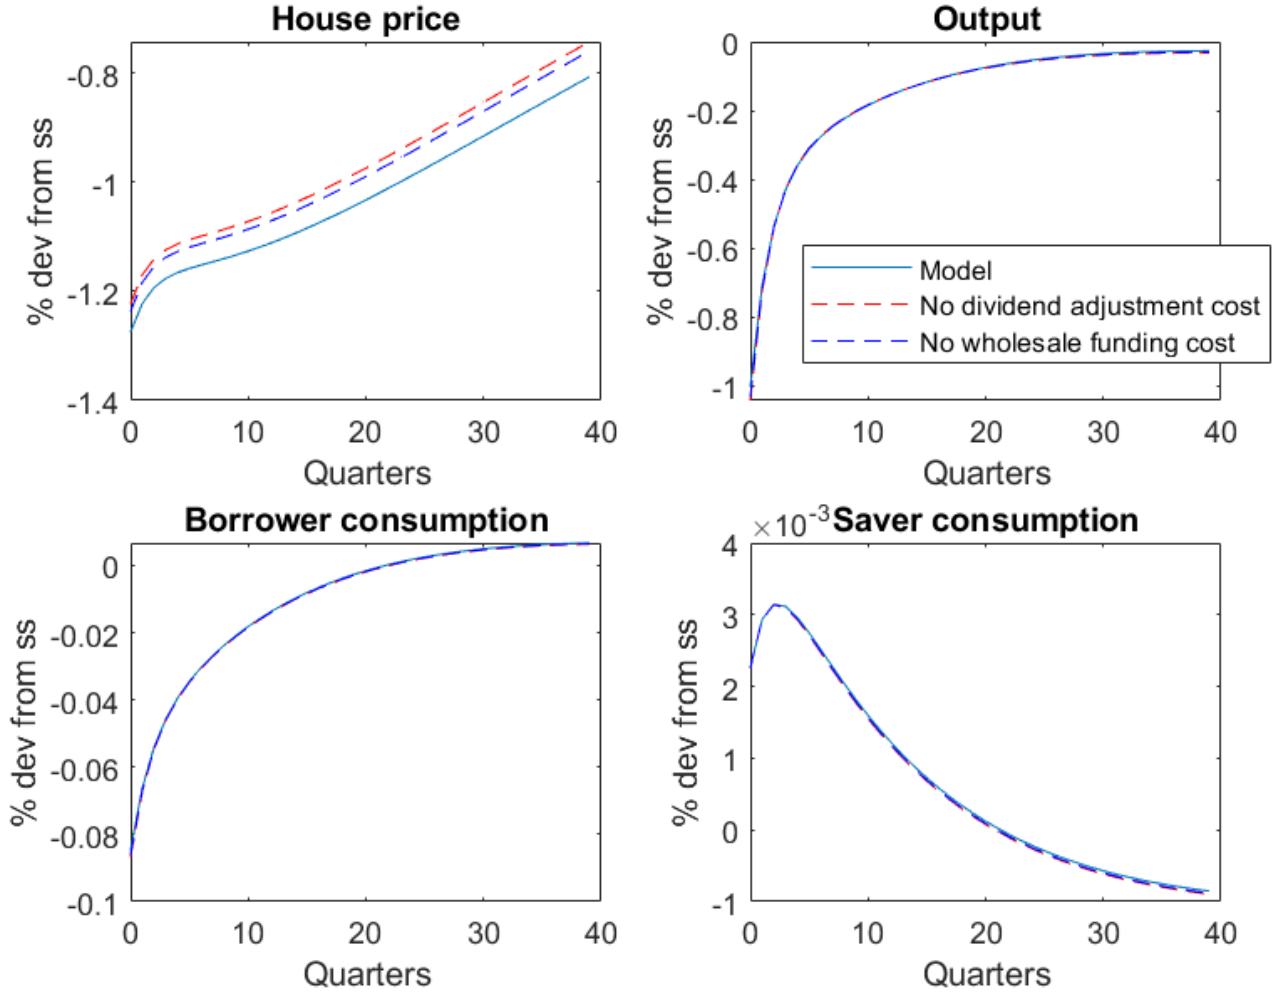 House price
% dev from ss
-0.8
-1
-1.2
-1.4
0 10 20 30 40
Quarters
Output
% dev from ss
0
-0.2
-0.4
-0.6
-0.8
-1
0 10 20 30 40
Quarters
Model
No dividend adjustment cost
No wholesale funding cost
Borrower consumption
% dev from ss
0
-0.02
-0.04
-0.06
-0.08
-0.1
0 10 20 30 40
Quarters
×10⁻³ Saver consumption
% dev from ss
4
3
2
1
0
-1
0 10 20 30 40
Quarters